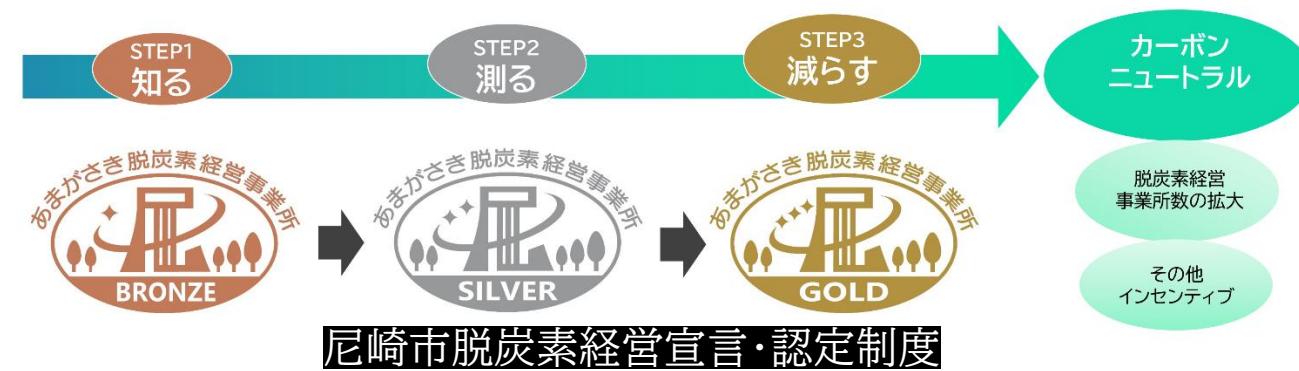 STEP1
知る
STEP2
測る
STEP3
減らす
カーボン
ニュートラル
あまがさき脱炭素経営事業所
BRONZE
あまがさき脱炭素経営事業所
SILVER
あまがさき脱炭素経営事業所
GOLD
脱炭素経営
事業所数の拡大
その他
インセンティブ
尼崎市脱炭素経営宣言・認定制度